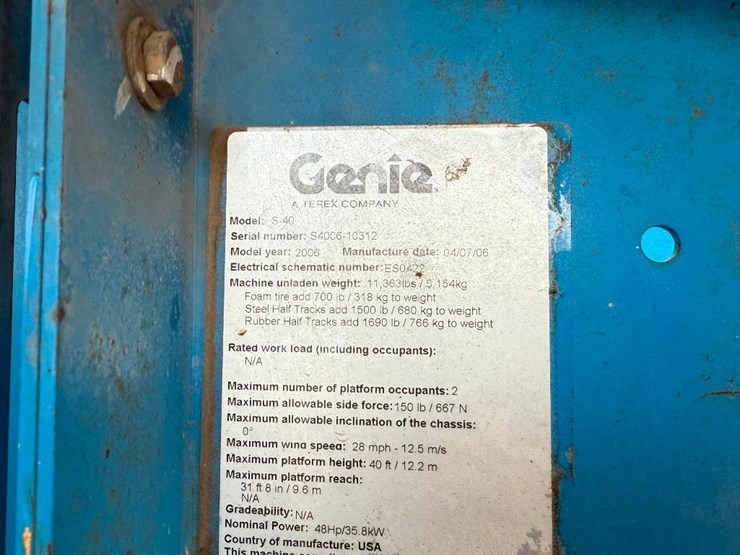 Genie
A TEREX COMPANY
Model: S-40
Serial number: S4006-10312
Model year: 2006 Manufacture date: 04/07/06
Electrical schematic number: ES0422
Machine unladen weight: 11,363lbs / 5,154kg
Foam tire add 700 lb / 318 kg to weight
Steel Half Tracks add 1500 lb / 680 kg to weight
Rubber Half Tracks add 1690 lb / 766 kg to weight
Rated work load (including occupants):
N/A
Maximum number of platform occupants: 2
Maximum allowable side force: 150 lb / 667 N
Maximum allowable inclination of the chassis:
0°
Maximum wind speed: 28 mph - 12.5 m/s
Maximum platform height: 40 ft / 12.2 m
Maximum platform reach:
31 ft 8 in / 9.6 m
N/A
Gradeability: N/A
Nominal Power: 48Hp/35.8kW
Country of manufacture: USA
This machine